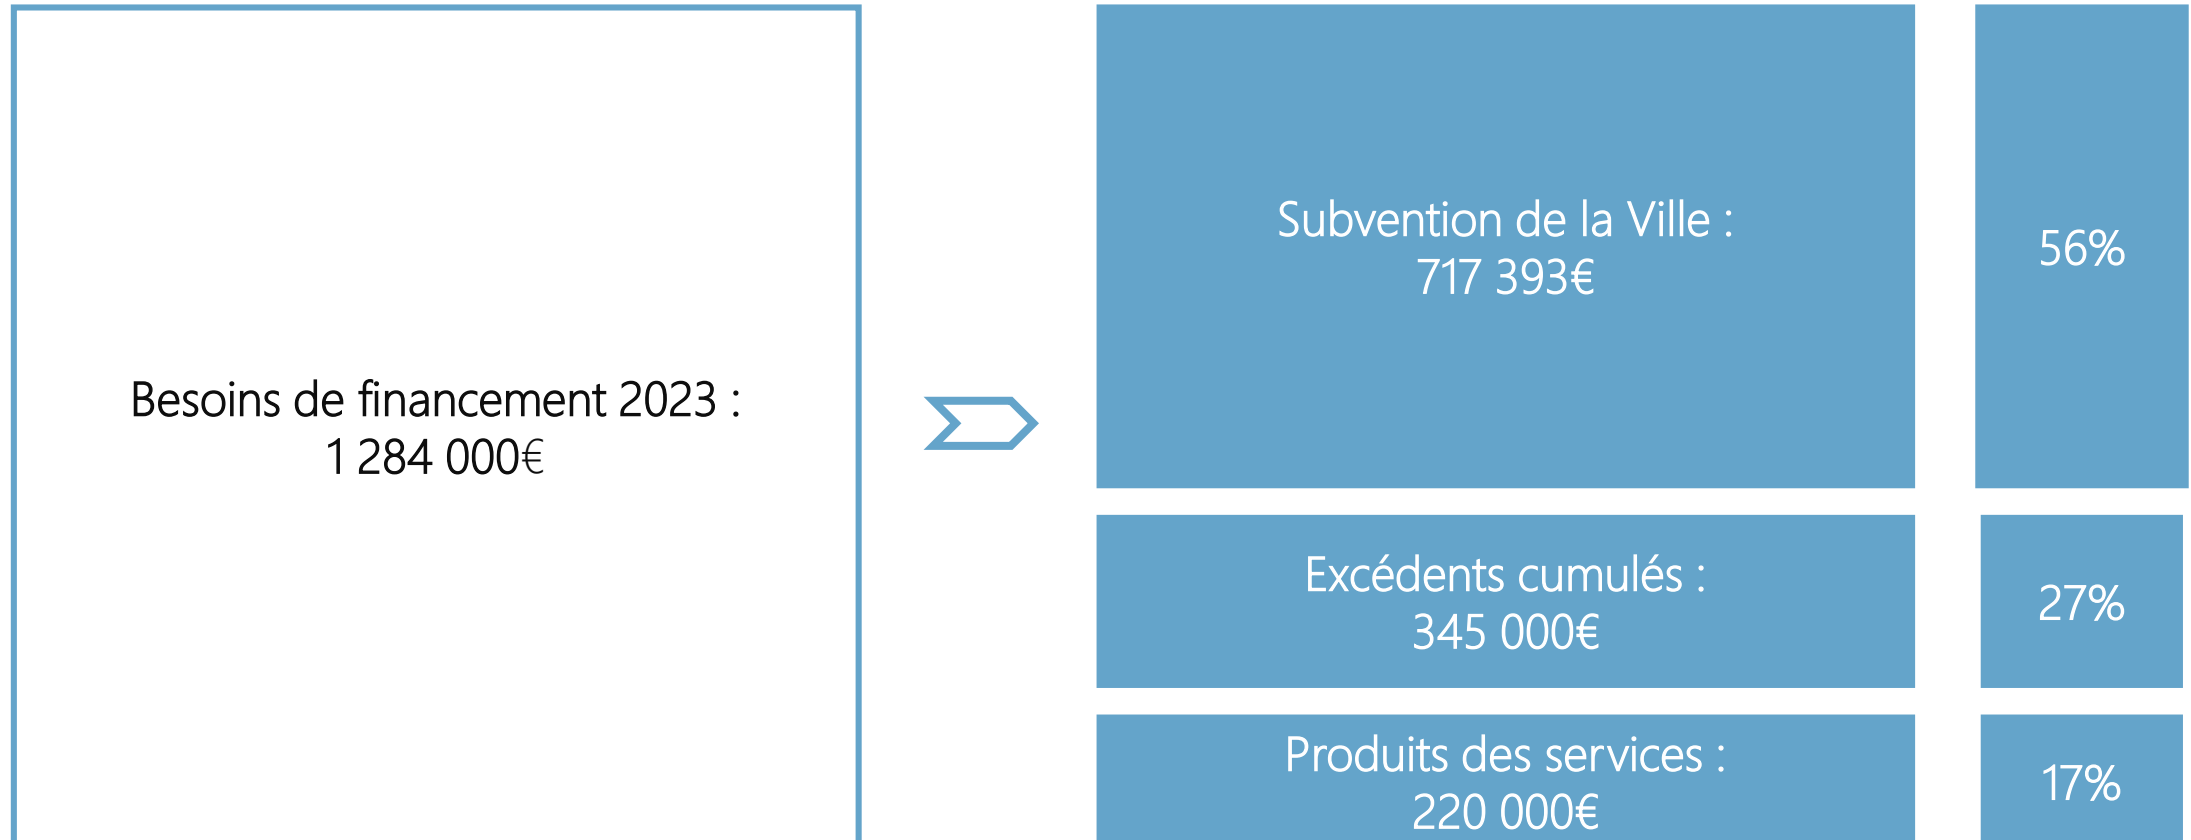 Besoins de financement 2023 :
1 284 000€
Subvention de la Ville :
717 393€
56%
Excédents cumulés :
345 000€
27%
Produits des services :
220 000€
17%